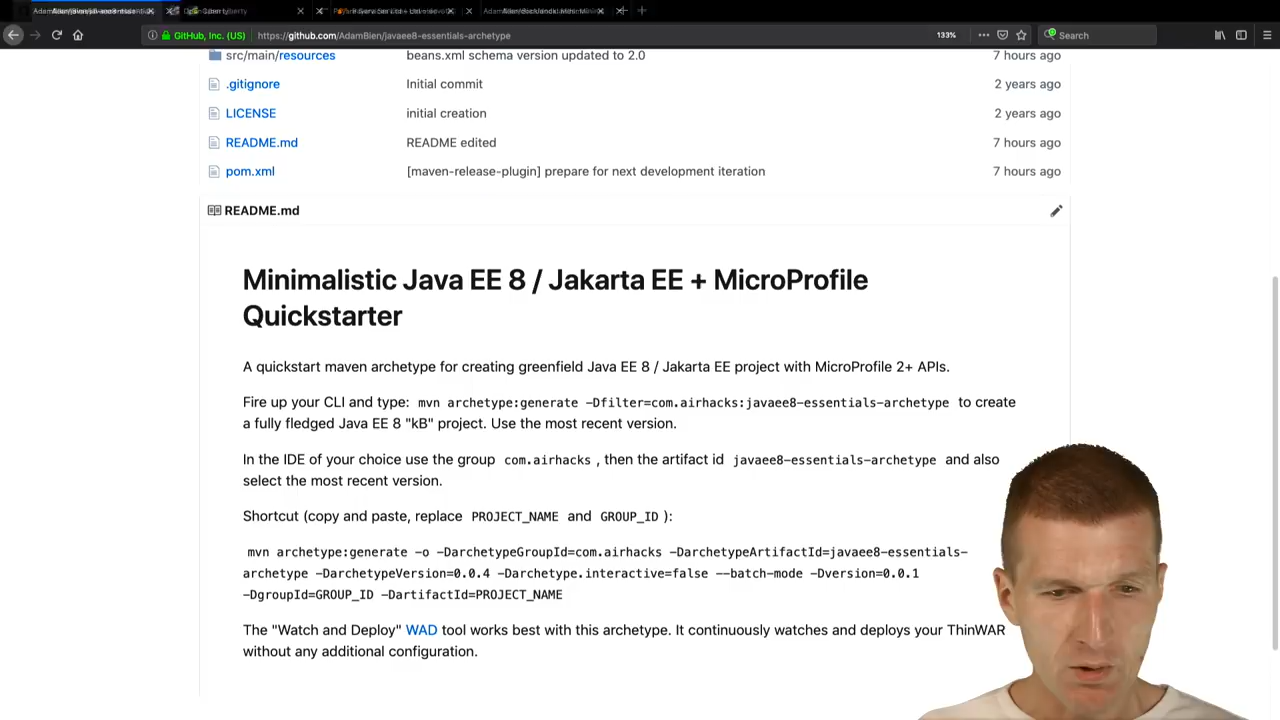 GitHub, Inc. (US)
https://github.com/AdamBien/javaee8-essentials-archetype
133%
Search
src/main/resources beans.xml schema version updated to 2.0 7 hours ago
.gitignore Initial commit 2 years ago
LICENSE initial creation 2 years ago
README.md README edited 7 hours ago
pom.xml [maven-release-plugin] prepare for next development iteration 7 hours ago
README.md
Minimalistic Java EE 8 / Jakarta EE + MicroProfile
Quickstarter
A quickstart maven archetype for creating greenfield Java EE 8 / Jakarta EE project with MicroProfile 2+ APIs.
Fire up your CLI and type: mvn archetype:generate -Dfilter=com.airhacks:javaee8-essentials-archetype to create
a fully fledged Java EE 8 "kB" project. Use the most recent version.
In the IDE of your choice use the group com.airhacks , then the artifact id javaee8-essentials-archetype and also
select the most recent version.
Shortcut (copy and paste, replace PROJECT_NAME and GROUP_ID ):
mvn archetype:generate -o -DarchetypeGroupId=com.airhacks -DarchetypeArtifactId=javaee8-essentials-
archetype -DarchetypeVersion=0.0.4 -Darchetype.interactive=false --batch-mode -Dversion=0.0.1
-DgroupId=GROUP_ID -DartifactId=PROJECT_NAME
The "Watch and Deploy" WAD tool works best with this archetype. It continuously watches and deploys your ThinWAR
without any additional configuration.